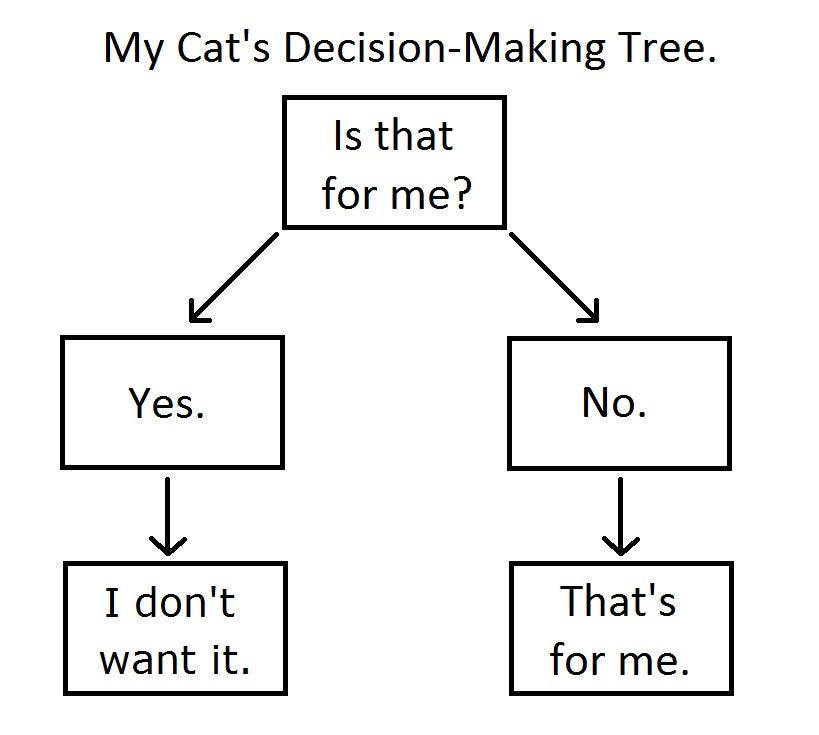 My Cat's Decision-Making Tree.
Is that
for me?
Yes.
No.
I don't
want it.
That's
for me.